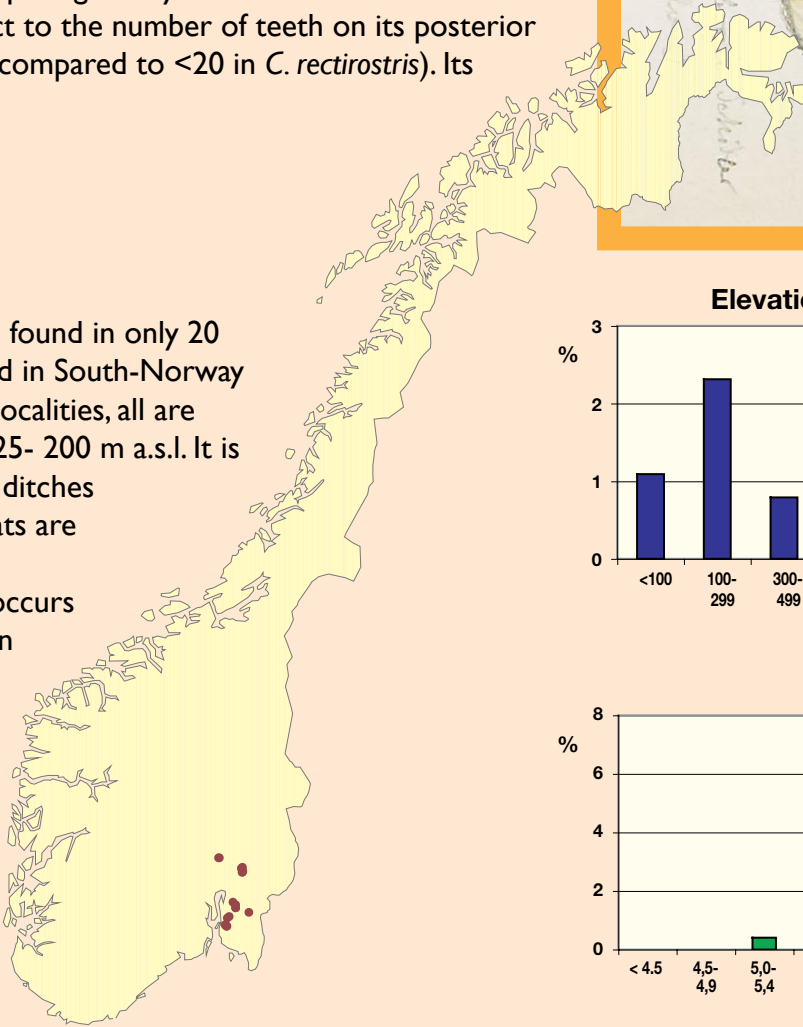 ct to the number of teeth on its posterior
compared to <20 in C. rectirostris). Its
found in only 20
d in South-Norway
ocalities, all are
25- 200 m a.s.l. It is
ditches
ats are
occurs
n
Elevatio
%
3
2
1
0
<100
100-
299
300-
499
%
8
6
4
2
0
< 4.5
4,5-
4,9
5,0-
5,4